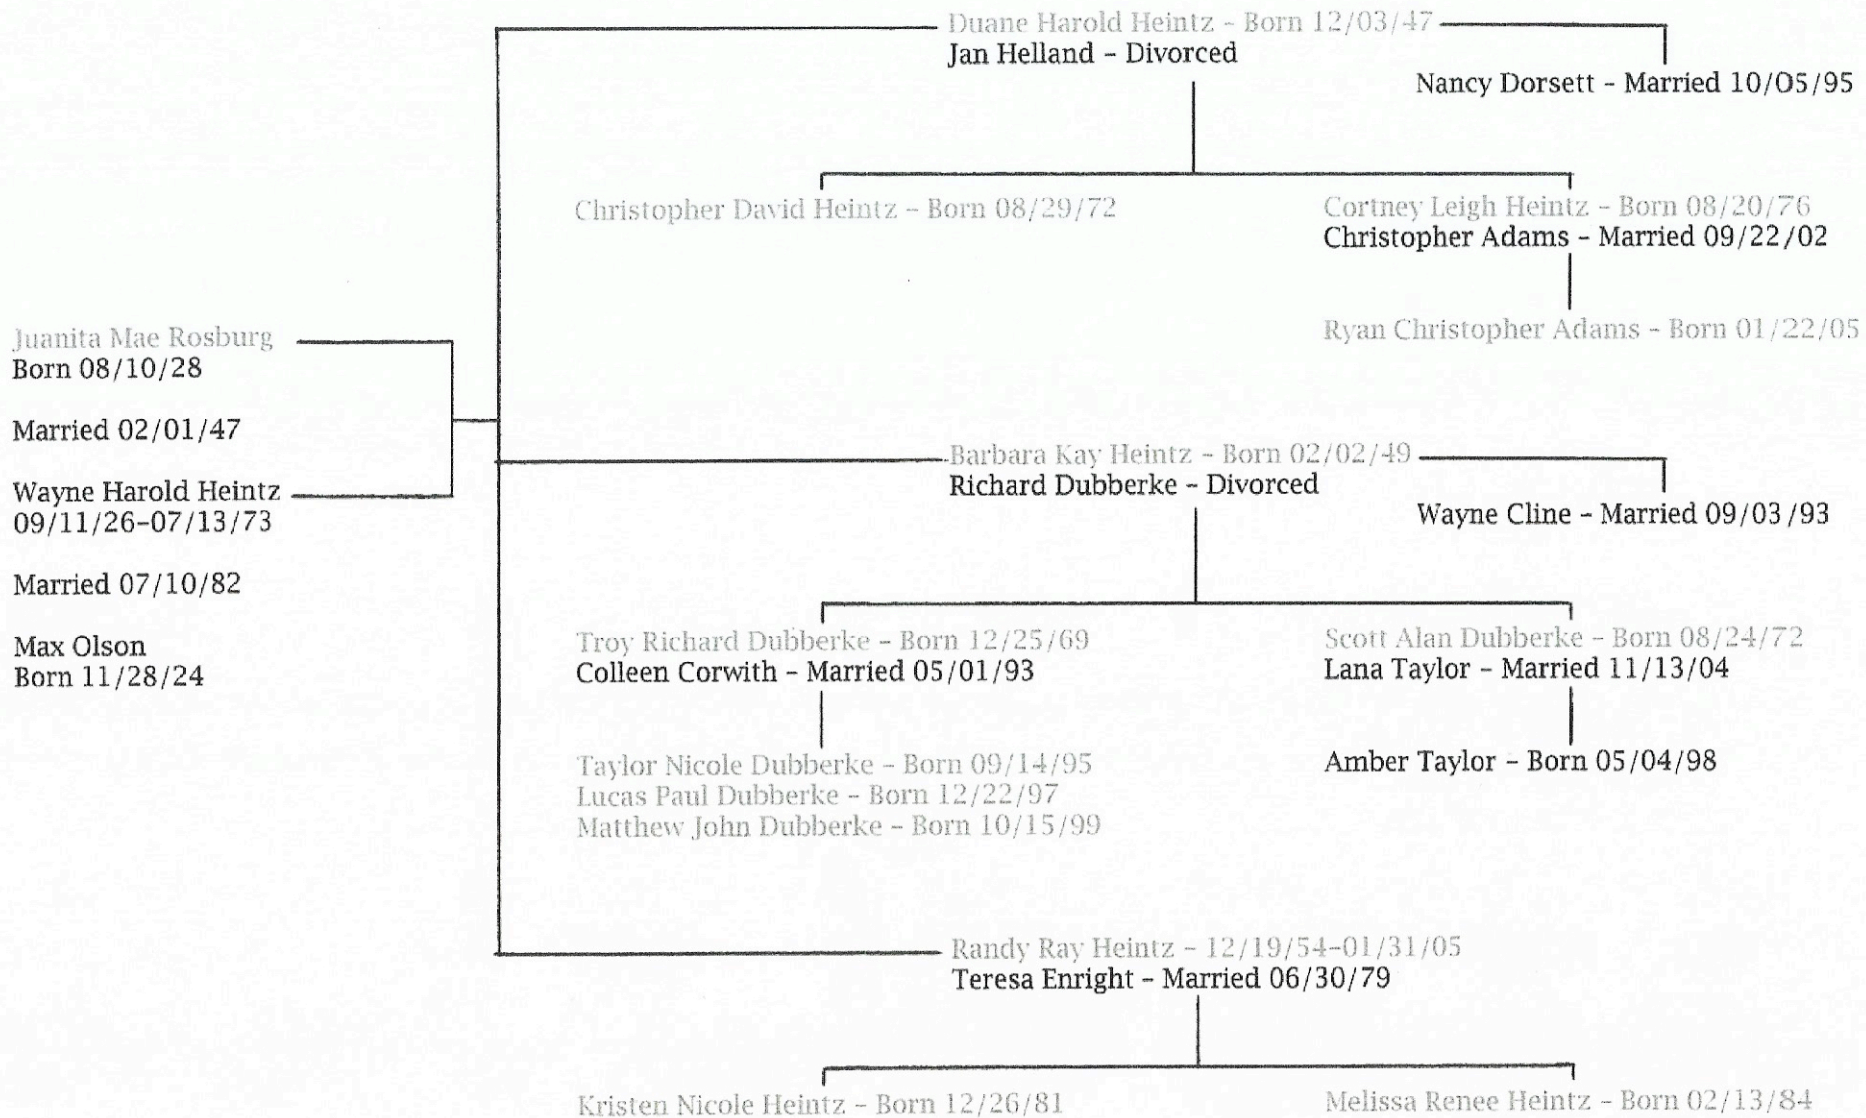 Duane Harold Heintz – Born 12/03/47
Jan Helland – Divorced
Nancy Dorsett – Married 10/05/95
Christopher David Heintz – Born 08/29/72
Cortney Leigh Heintz – Born 08/20/76
Christopher Adams – Married 09/22/02
Ryan Christopher Adams – Born 01/22/05
Juanita Mae Rosburg
Born 08/10/28
Married 02/01/47
Wayne Harold Heintz
09/11/26–07/13/73
Married 07/10/82
Max Olson
Born 11/28/24
Barbara Kay Heintz – Born 02/02/49
Richard Dubberke – Divorced
Wayne Cline – Married 09/03/93
Troy Richard Dubberke – Born 12/25/69
Colleen Corwith – Married 05/01/93
Scott Alan Dubberke – Born 08/24/72
Lana Taylor – Married 11/13/04
Taylor Nicole Dubberke – Born 09/14/95
Lucas Paul Dubberke – Born 12/22/97
Matthew John Dubberke – Born 10/15/99
Amber Taylor – Born 05/04/98
Randy Ray Heintz – 12/19/54–01/31/05
Teresa Enright – Married 06/30/79
Kristen Nicole Heintz – Born 12/26/81
Melissa Renee Heintz – Born 02/13/84